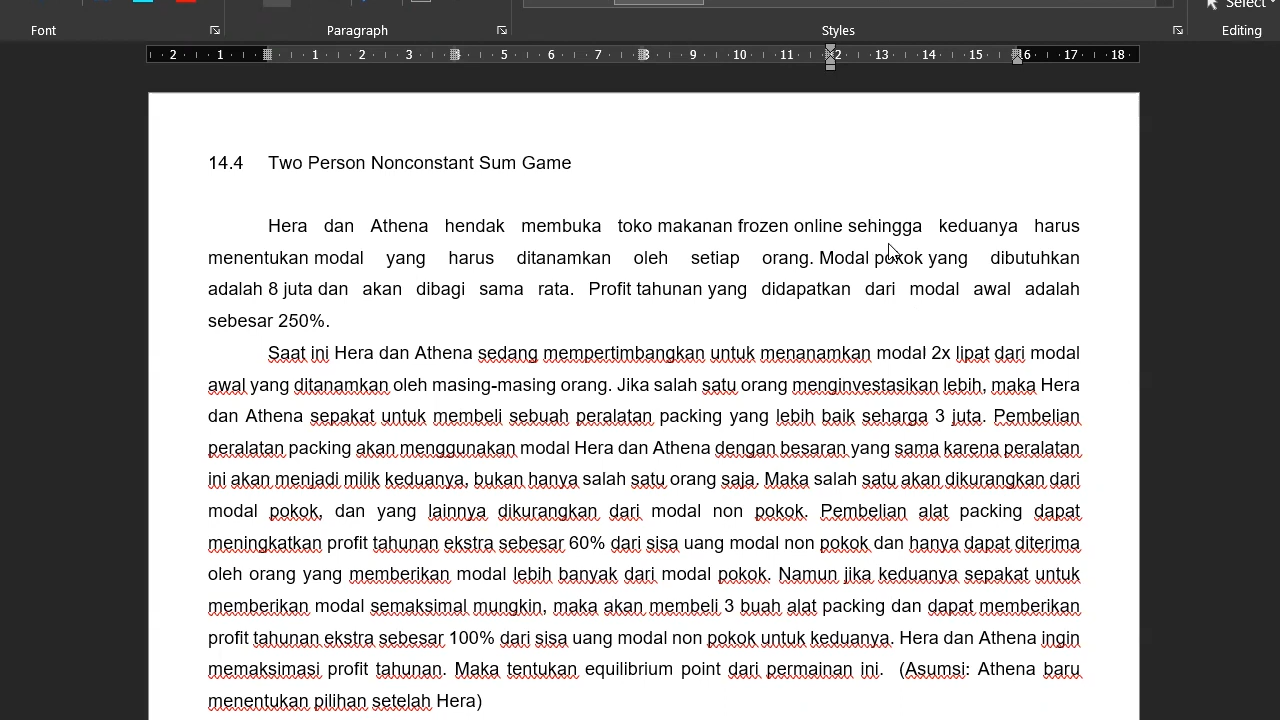 Font Paragraph Styles Select Editing
2 1 1 2 3 5 6 7 9 10 11 2 13 14 15 6 17 18
14.4 Two Person Nonconstant Sum Game
Hera dan Athena hendak membuka toko makanan frozen online sehingga keduanya harus
menentukan modal yang harus ditanamkan oleh setiap orang. Modal pokok yang dibutuhkan
adalah 8 juta dan akan dibagi sama rata. Profit tahunan yang didapatkan dari modal awal adalah
sebesar 250%.
Saat ini Hera dan Athena sedang mempertimbangkan untuk menanamkan modal 2x lipat dari modal
awal yang ditanamkan oleh masing-masing orang. Jika salah satu orang menginvestasikan lebih, maka Hera
dan Athena sepakat untuk membeli sebuah peralatan packing yang lebih baik seharga 3 juta. Pembelian
peralatan packing akan menggunakan modal Hera dan Athena dengan besaran yang sama karena peralatan
ini akan menjadi milik keduanya, bukan hanya salah satu orang saja. Maka salah satu akan dikurangkan dari
modal pokok, dan yang lainnya dikurangkan dari modal non pokok. Pembelian alat packing dapat
meningkatkan profit tahunan ekstra sebesar 60% dari sisa uang modal non pokok dan hanya dapat diterima
oleh orang yang memberikan modal lebih banyak dari modal pokok. Namun jika keduanya sepakat untuk
memberikan modal semaksimal mungkin, maka akan membeli 3 buah alat packing dan dapat memberikan
profit tahunan ekstra sebesar 100% dari sisa uang modal non pokok untuk keduanya. Hera dan Athena ingin
memaksimasi profit tahunan. Maka tentukan equilibrium point dari permainan ini. (Asumsi: Athena baru
menentukan pilihan setelah Hera)